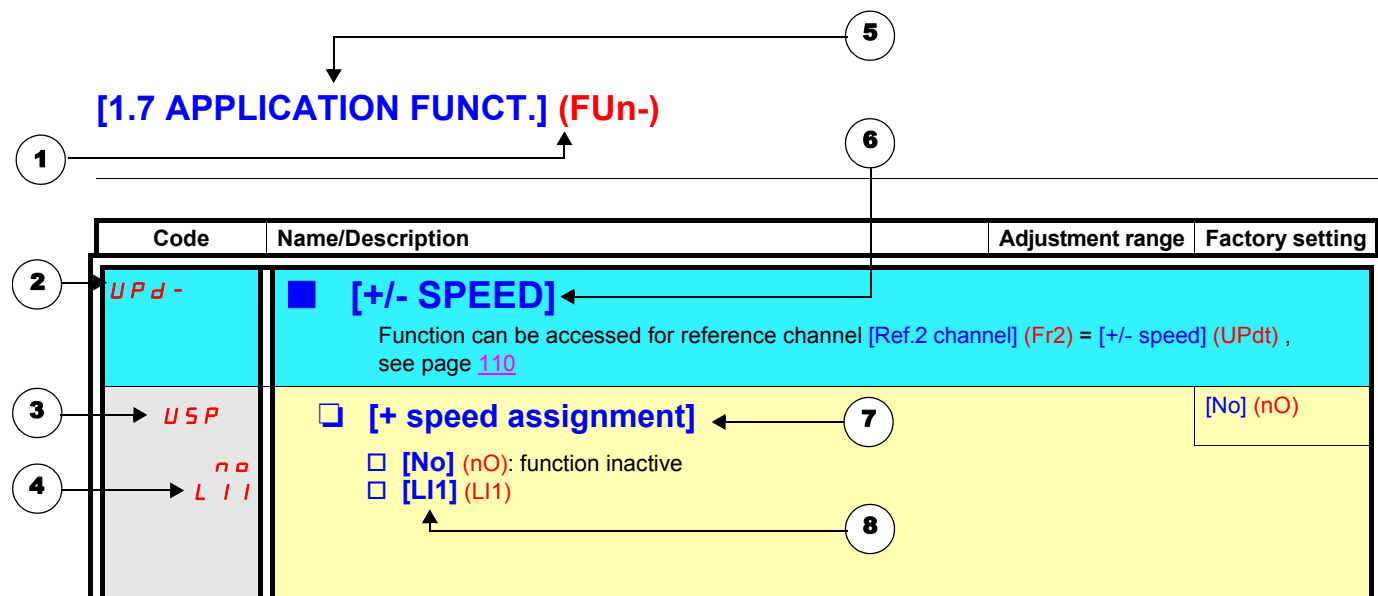 5
[1.7 APPLICATION FUNCT.] (FUn-)
1
6
Code Name/Description Adjustment range Factory setting
2 UPd- ■ [+/- SPEED]
Function can be accessed for reference channel [Ref.2 channel] (Fr2) = [+/- speed] (UPdt) ,
see page 110
3 USP ❏ [+ speed assignment] 7 [No] (nO)
no □ [No] (nO): function inactive
4 LI1 □ [LI1] (LI1)
8